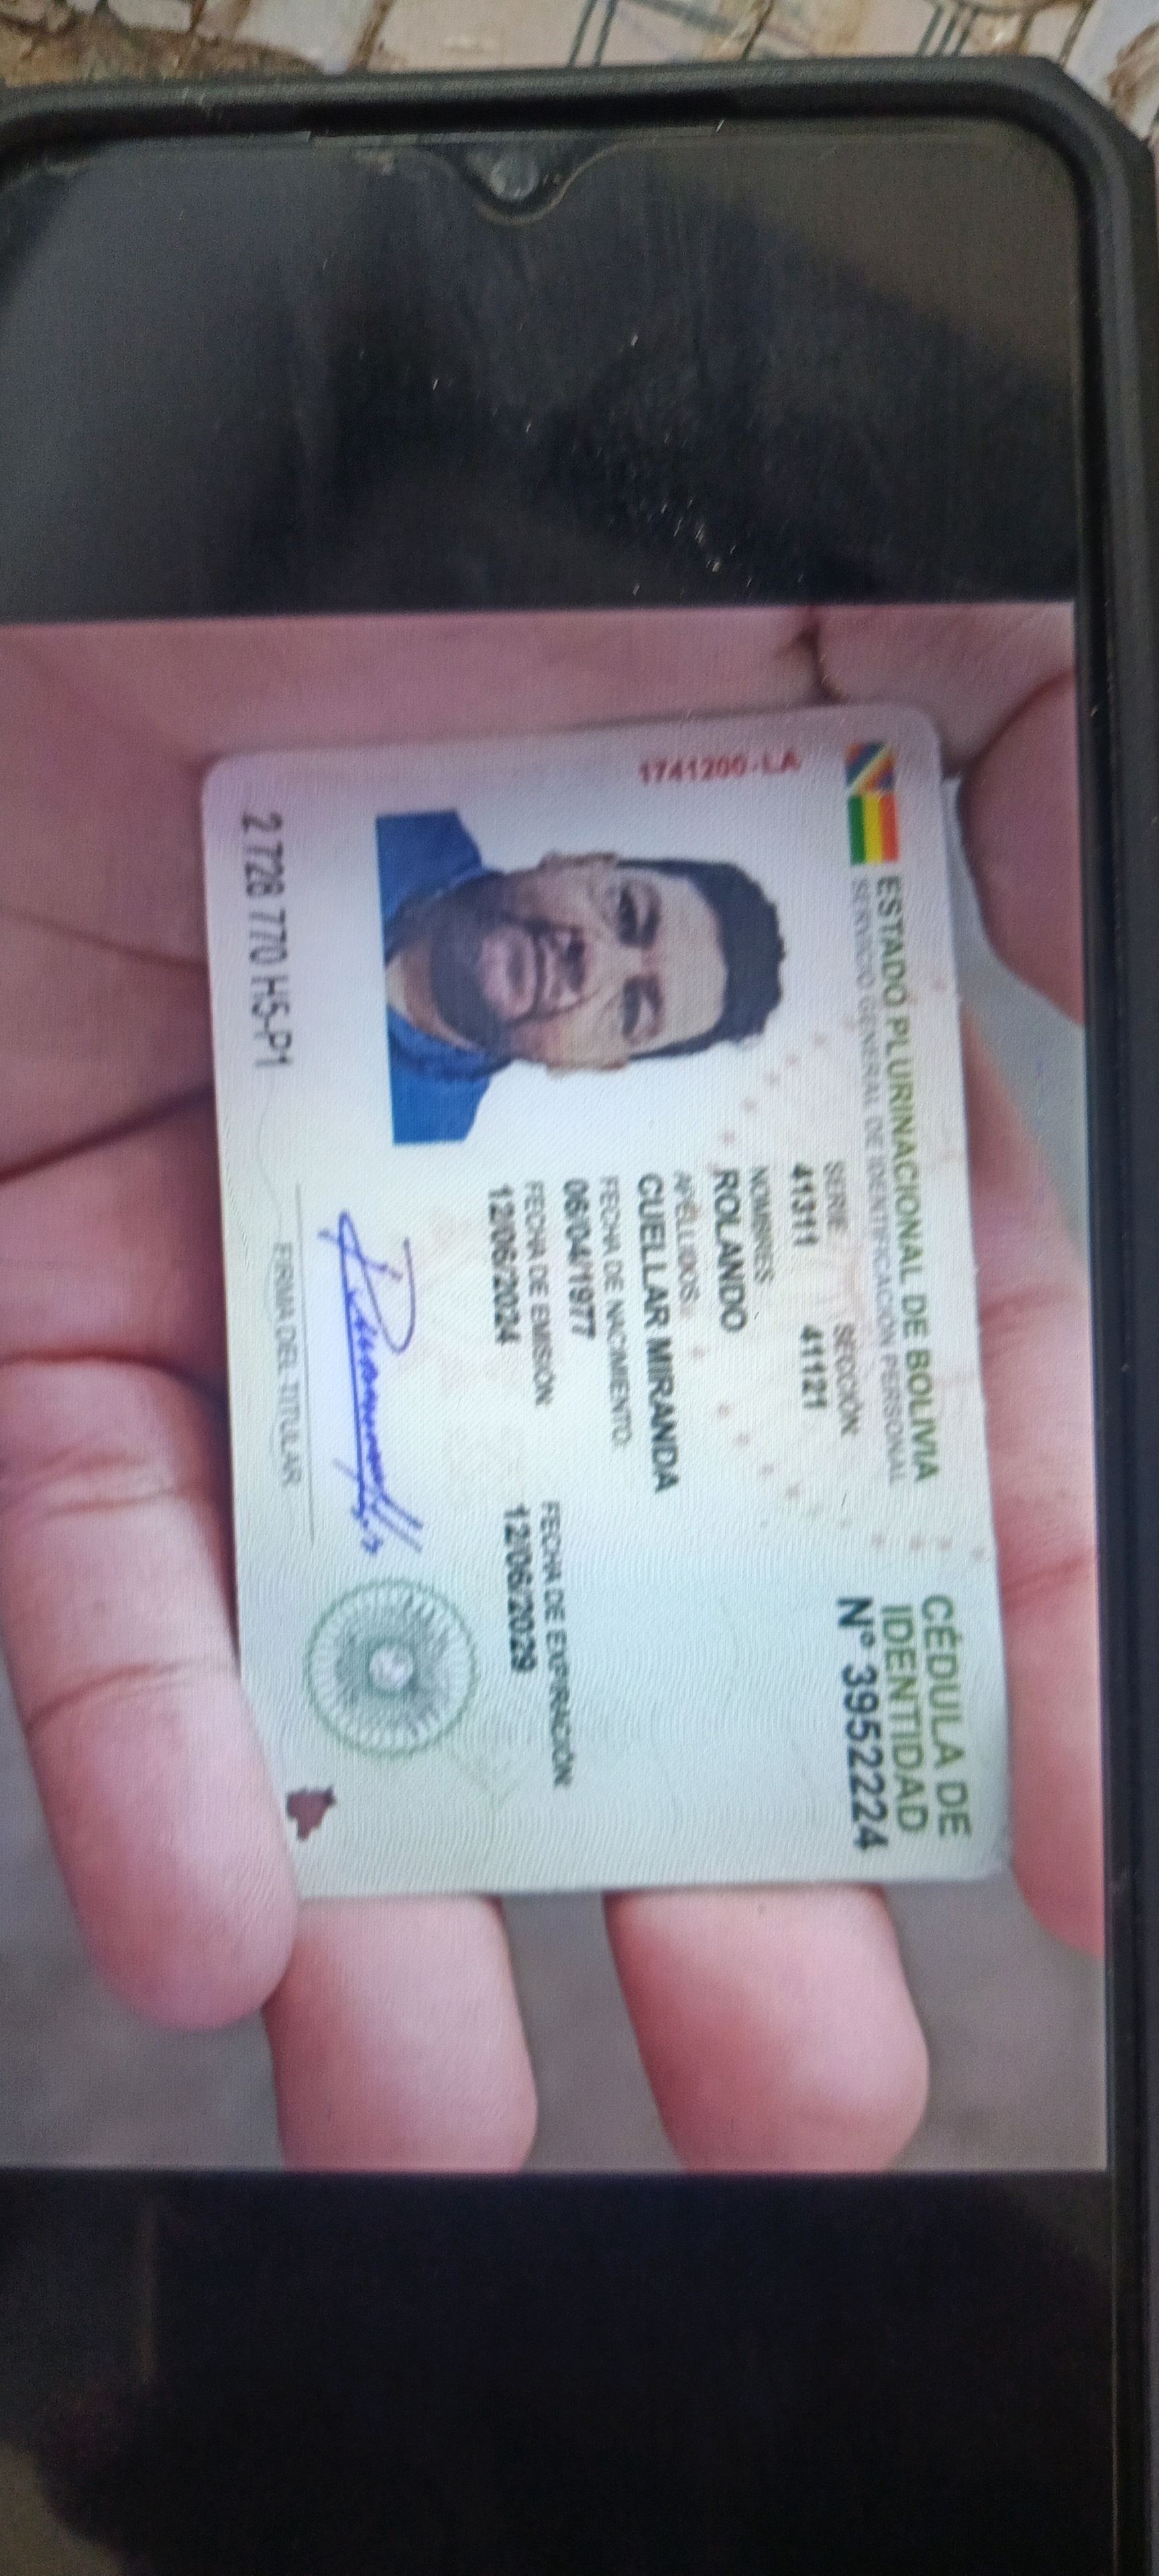 ESTADO PLURINACIONAL DE BOLIVIA
SERVICIO GENERAL DE IDENTIFICACIÓN PERSONAL
CÉDULA DE
IDENTIDAD
N° 3952224
1741200-LA
SERIE: SECCIÓN:
41311 41121
NOMBRES:
ROLANDO
APELLIDOS:
CUELLAR MIRANDA
FECHA DE NACIMIENTO:
06/04/1977
FECHA DE EMISIÓN: FECHA DE EXPIRACIÓN:
12/06/2024 12/06/2029
FIRMA DEL TITULAR
2 728 770 H5-P1